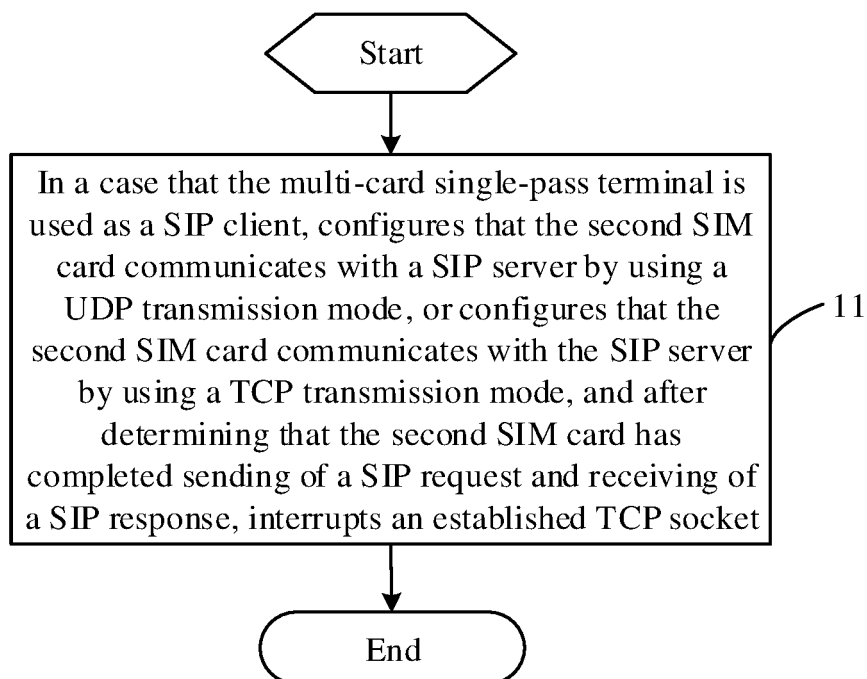 Start
In a case that the multi-card single-pass terminal is
used as a SIP client, configures that the second SIM
card communicates with a SIP server by using a
UDP transmission mode, or configures that the
second SIM card communicates with the SIP server
by using a TCP transmission mode, and after
determining that the second SIM card has
completed sending of a SIP request and receiving of
a SIP response, interrupts an established TCP socket
11
End